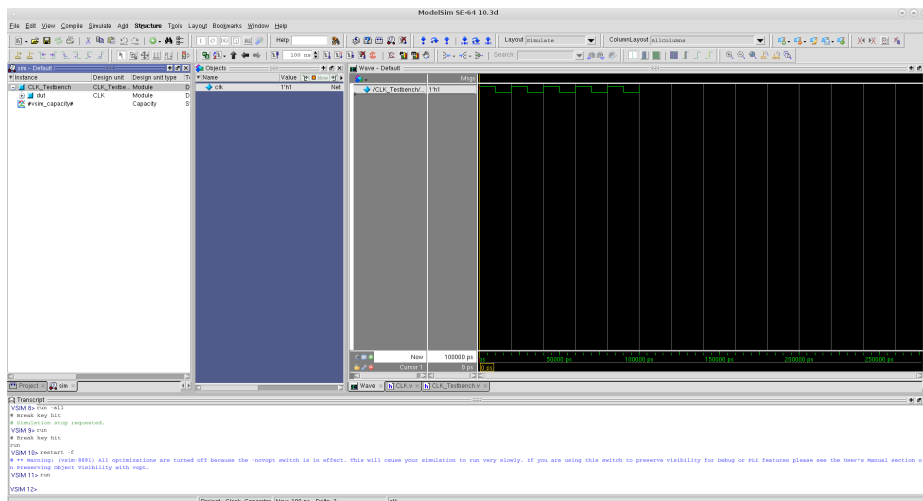 ModelSim SE-64 10.3d
File Edit View Compile Simulate Add Structure Tools Layout Bookmarks Window Help
Help
Layout Simulate
ColumnLayout AllColumns
100 ns
Search:
sim - Default
Instance Design unit Design unit type
CLK_Testbench CLK_Testbe... Module D
dut CLK Module D
#vsim_capacity# Capacity S
Objects
Name Value Now
clk 1'h1 Net
Wave - Default
Msgs
/CLK_Testbench/... 1'h1
Now 100000 ps
Cursor 1 0 ps
ps 50000 ps 100000 ps 150000 ps 200000 ps 250000 ps
0 ps
Project sim
Wave CLK.v CLK_Testbench.v
Transcript
VSIM 8> run -all
# Break key hit
# Simulation stop requested.
VSIM 9> run
# Break key hit
run
VSIM 10> restart -f
# ** Warning: (vsim-8891) All optimizations are turned off because the -novopt switch is in effect. This will cause your simulation to run very slowly. If you are using this switch to preserve visibility for Debug or PLI features please see the User's Manual section o
n Preserving Object Visibility with vopt.
VSIM 11> run
VSIM 12>